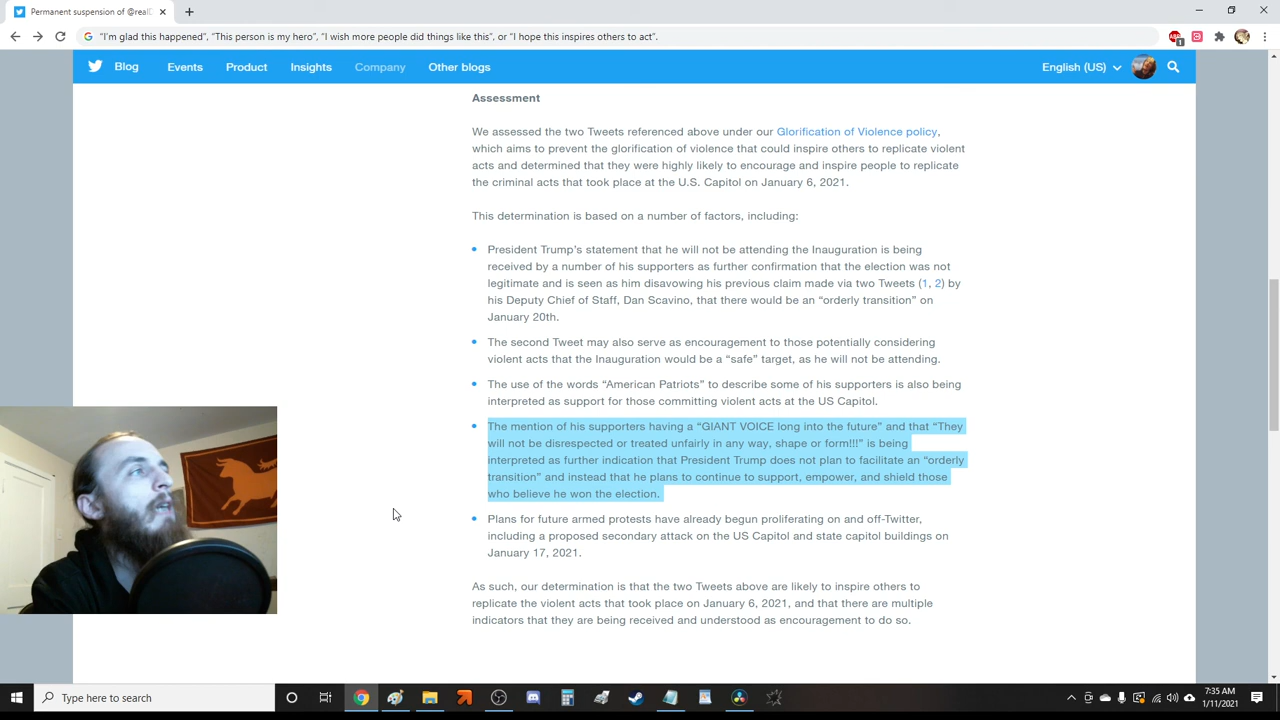 Permanent suspension of @reall
"I'm glad this happened", "This person is my hero", "I wish more people did things like this", or "I hope this inspires others to act".
1
Blog Events Product Insights Company Other blogs English (US)
Assessment
We assessed the two Tweets referenced above under our Glorification of Violence policy,
which aims to prevent the glorification of violence that could inspire others to replicate violent
acts and determined that they were highly likely to encourage and inspire people to replicate
the criminal acts that took place at the U.S. Capitol on January 6, 2021.
This determination is based on a number of factors, including:
President Trump's statement that he will not be attending the Inauguration is being
received by a number of his supporters as further confirmation that the election was not
legitimate and is seen as him disavowing his previous claim made via two Tweets (1, 2) by
his Deputy Chief of Staff, Dan Scavino, that there would be an “orderly transition” on
January 20th.
The second Tweet may also serve as encouragement to those potentially considering
violent acts that the Inauguration would be a “safe” target, as he will not be attending.
The use of the words “American Patriots” to describe some of his supporters is also being
interpreted as support for those committing violent acts at the US Capitol.
The mention of his supporters having a “GIANT VOICE long into the future” and that “They
will not be disrespected or treated unfairly in any way, shape or form!!!” is being
interpreted as further indication that President Trump does not plan to facilitate an “orderly
transition” and instead that he plans to continue to support, empower, and shield those
who believe he won the election.
Plans for future armed protests have already begun proliferating on and off-Twitter,
including a proposed secondary attack on the US Capitol and state capitol buildings on
January 17, 2021.
As such, our determination is that the two Tweets above are likely to inspire others to
replicate the violent acts that took place on January 6, 2021, and that there are multiple
indicators that they are being received and understood as encouragement to do so.
Type here to search
7:35 AM
1/11/2021